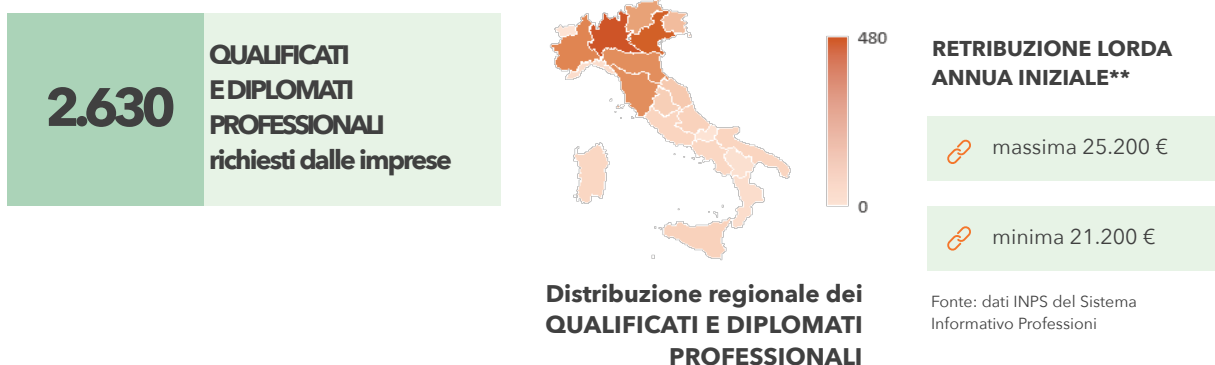 2.630
QUALIFICATI
E DIPLOMATI
PROFESSIONALI
richiesti dalle imprese
480
0
Distribuzione regionale dei
QUALIFICATI E DIPLOMATI
PROFESSIONALI
RETRIBUZIONE LORDA
ANNUA INIZIALE**
massima 25.200 €
minima 21.200 €
Fonte: dati INPS del Sistema
Informativo Professioni